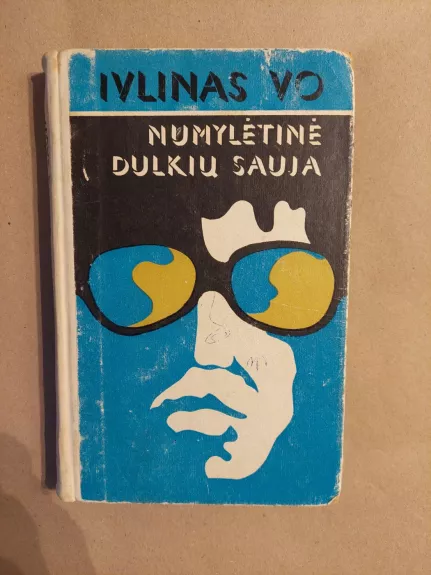 IVLINAS VO
NUMYLĖTINĖ
DULKIŲ SAUJA